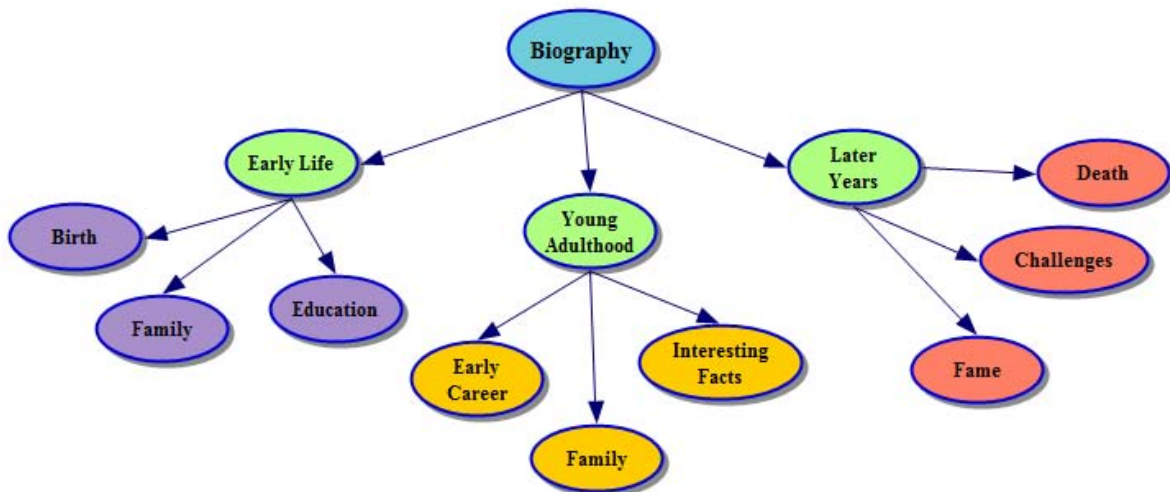 Biography
Early Life
Later
Years
Death
Birth
Young
Adulthood
Challenges
Family
Education
Early
Career
Interesting
Facts
Fame
Family